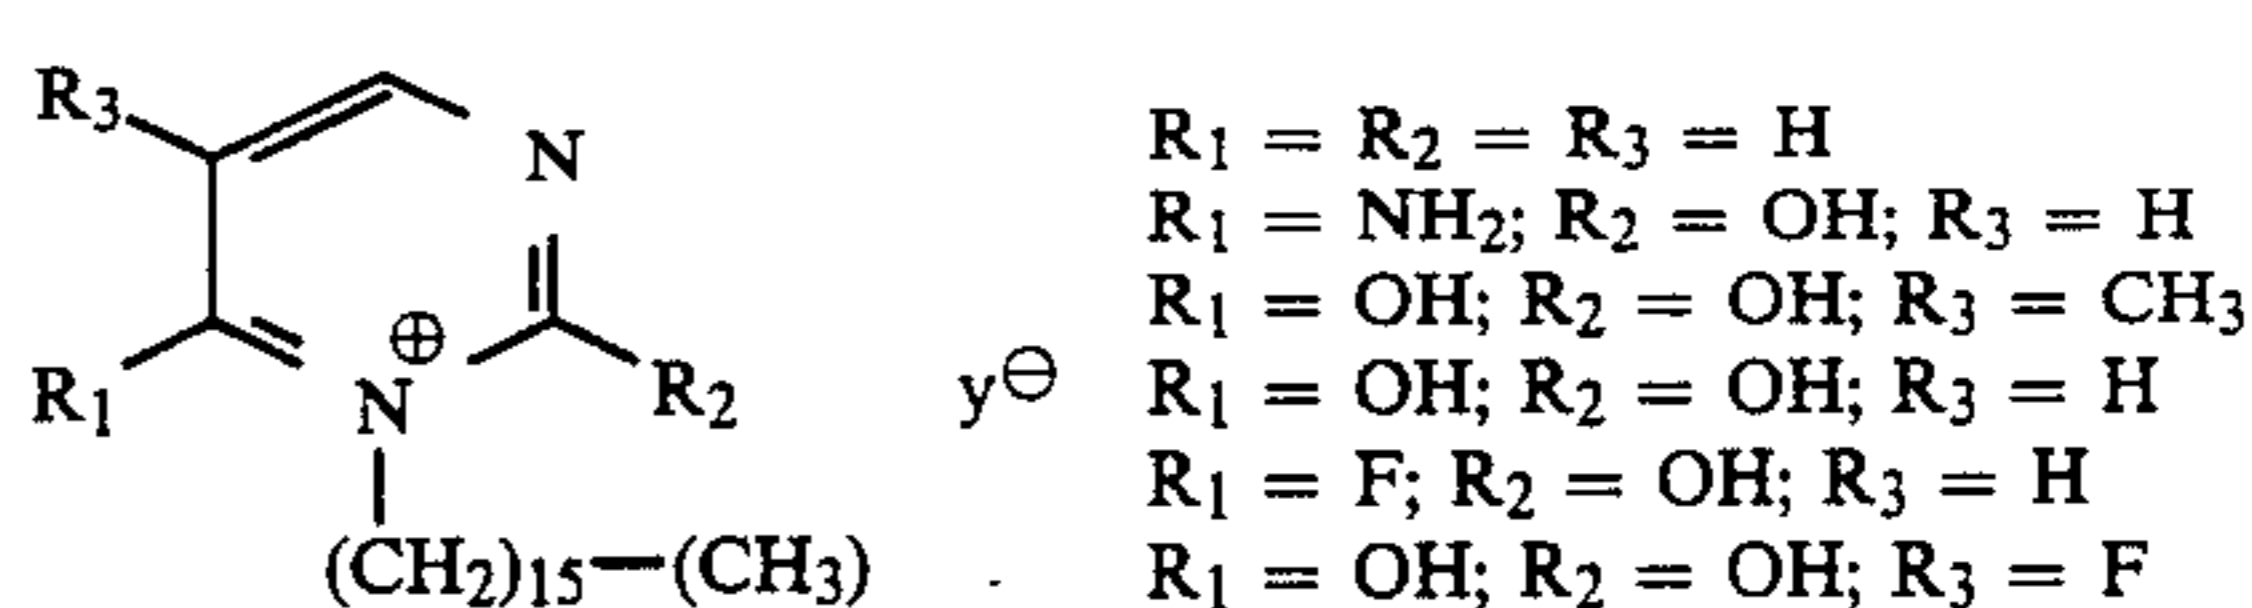 R3
N
R1
⊕
N
R2
(CH2)15—(CH3)
y⊖
R1 = R2 = R3 = H
R1 = NH2; R2 = OH; R3 = H
R1 = OH; R2 = OH; R3 = CH3
R1 = OH; R2 = OH; R3 = H
R1 = F; R2 = OH; R3 = H
R1 = OH; R2 = OH; R3 = F